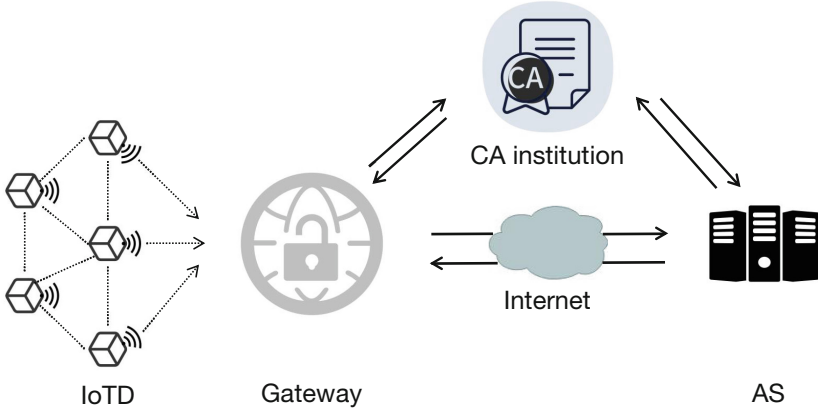 CA
CA institution
Internet
IoTD
Gateway
AS